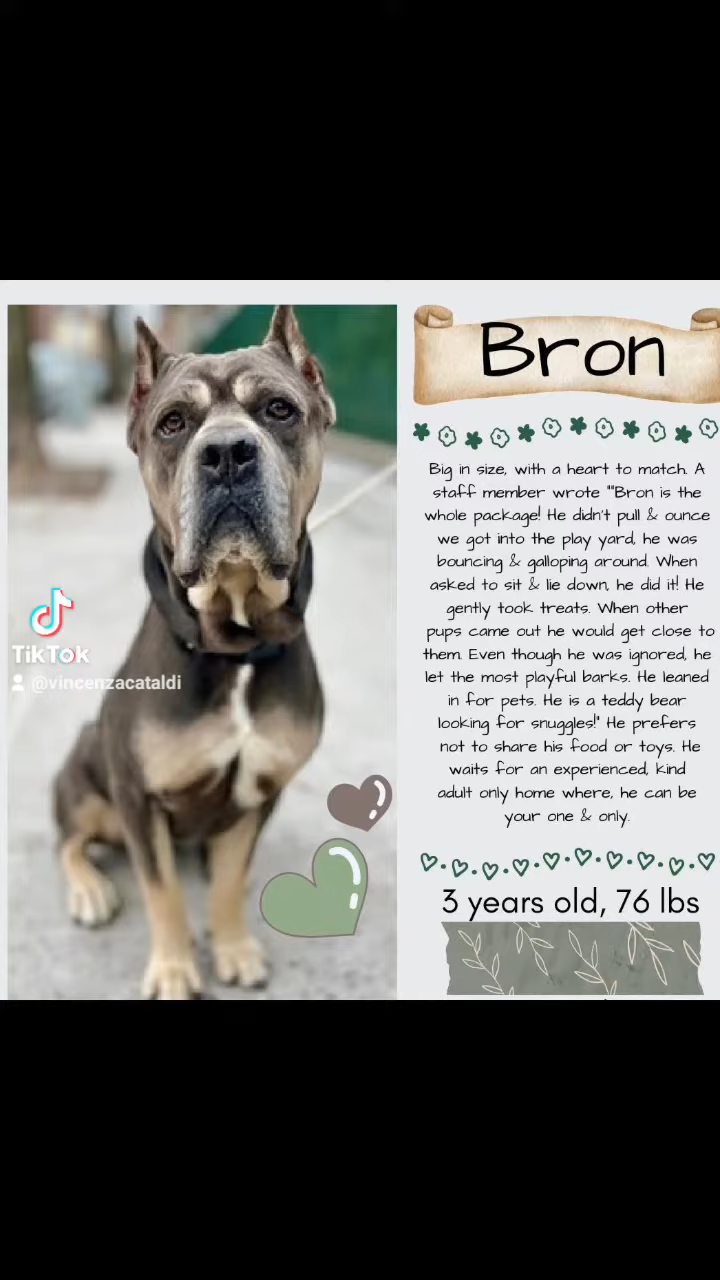 Bron
Big in size, with a heart to match. A
staff member wrote ""Bron is the
whole package! He didn't pull & ounce
we got into the play yard, he was
bouncing & galloping around. When
asked to sit & lie down, he did it! He
gently took treats. When other
pups came out he would get close to
them. Even though he was ignored, he
let the most playful barks. He leaned
in for pets. He is a teddy bear
looking for snuggles!" He prefers
not to share his food or toys. He
waits for an experienced, kind
adult only home where, he can be
your one & only.
3 years old, 76 lbs
TikTok
@vincenzacataldi